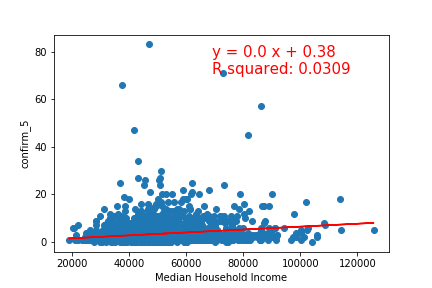 y = 0.0 x + 0.38
R squared: 0.0309
80
60
40
20
0
confirm_5
20000 40000 60000 80000 100000 120000
Median Household Income